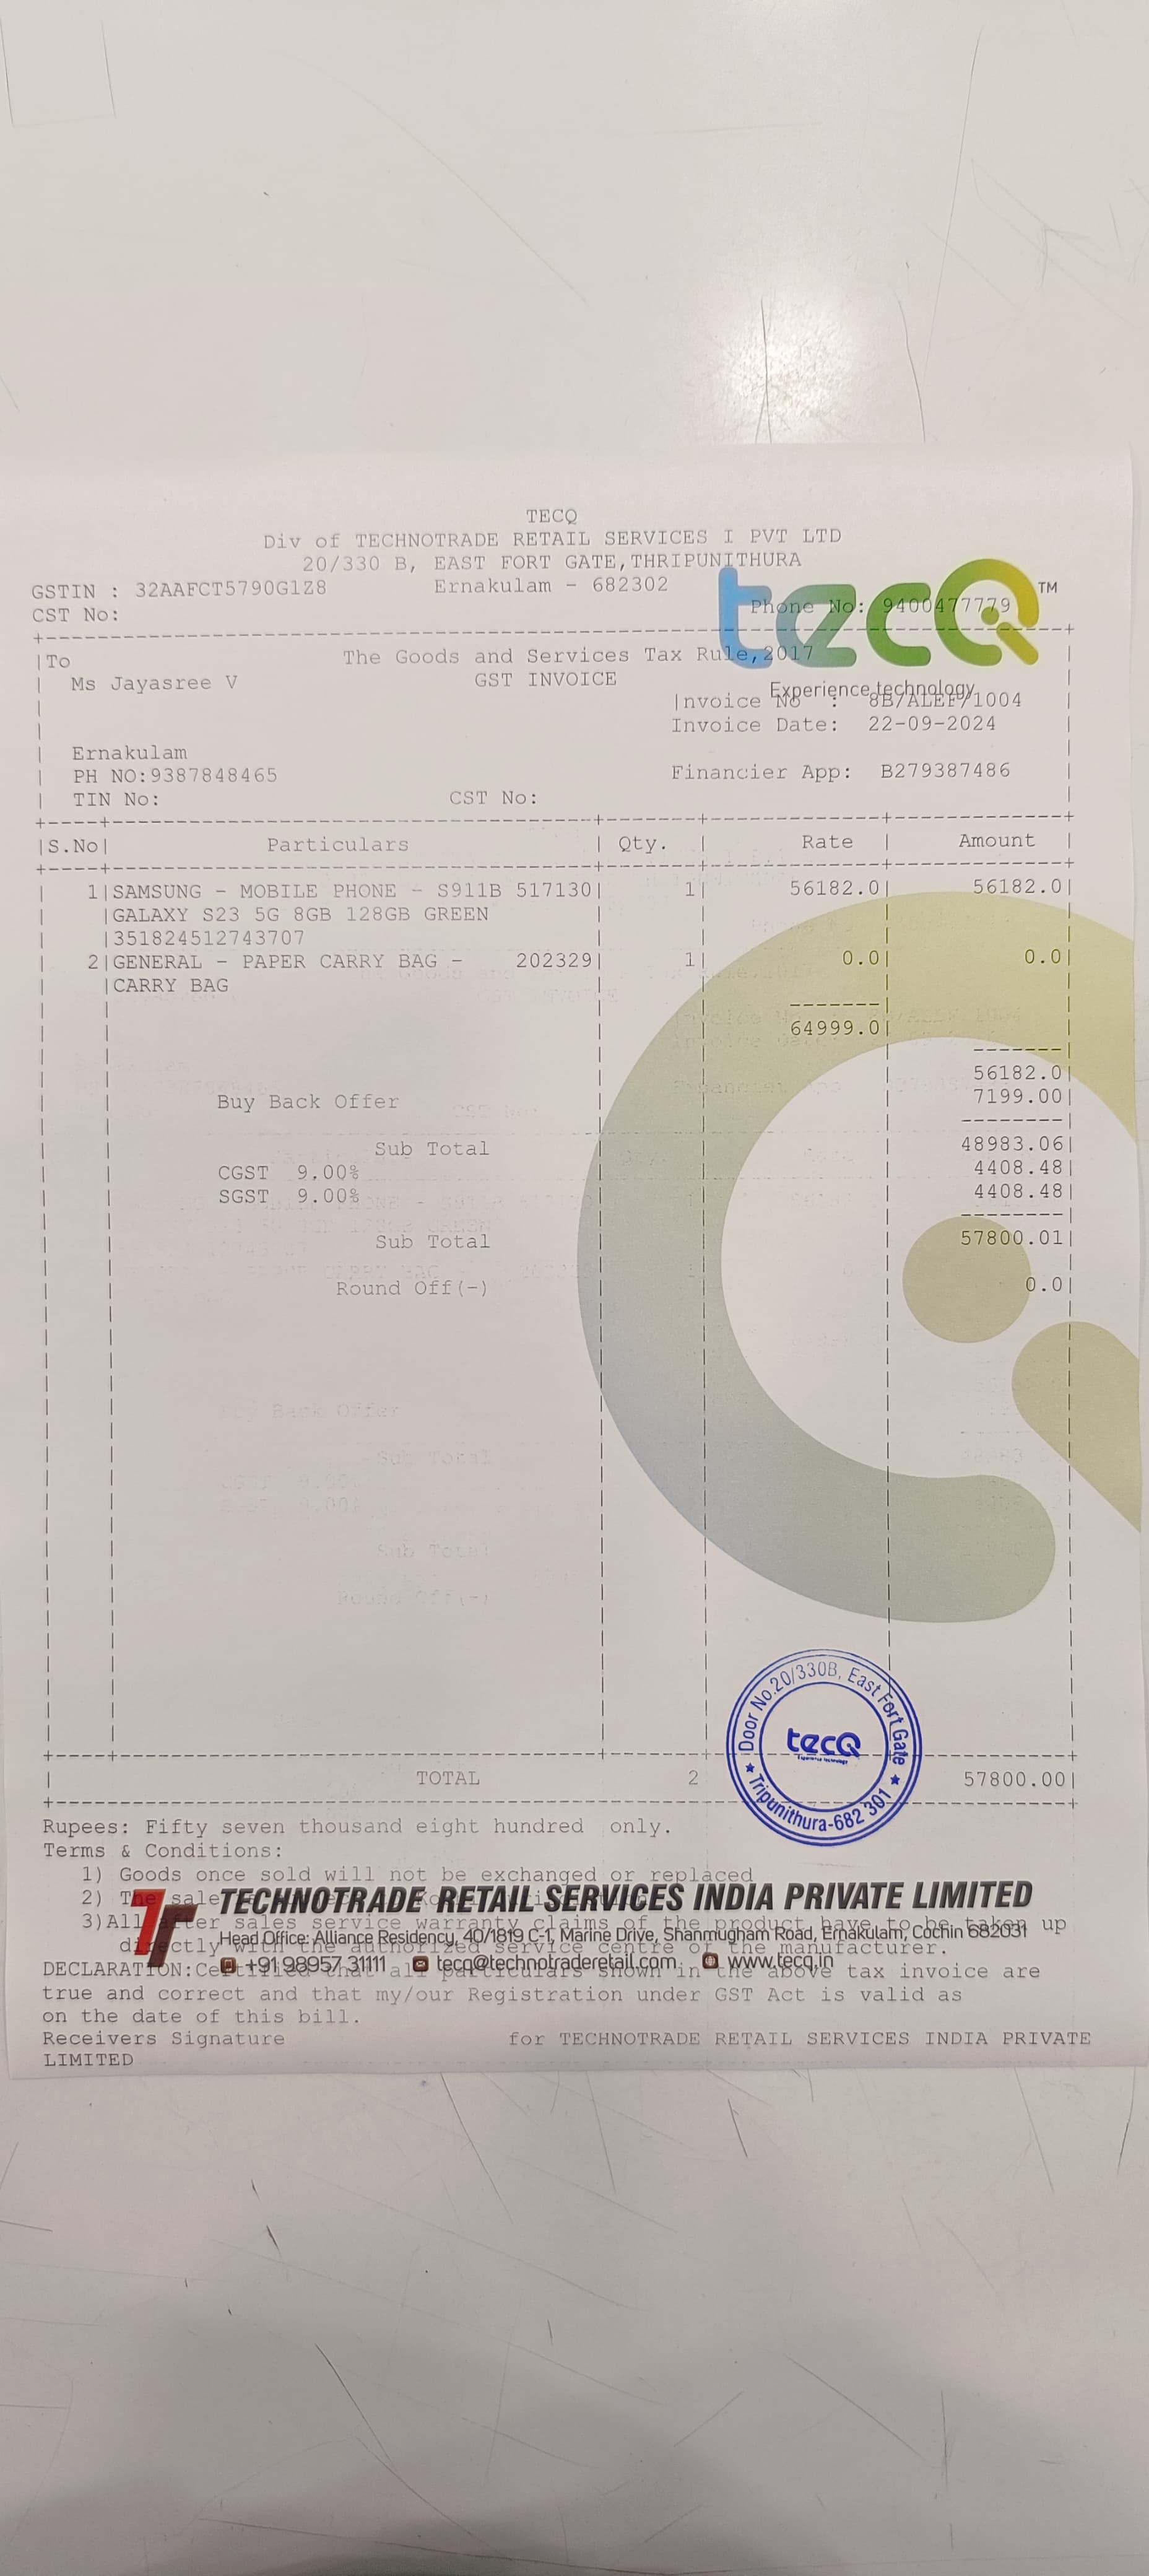 TECQ
Div of TECHNOTRADE RETAIL SERVICES I PVT LTD
20/330 B, EAST FORT GATE,THRIPUNITHURA
GSTIN : 32AAFCT5790G1Z8 Ernakulam - 682302
tecQ TM
CST No: Phone No: 9400477779
To The Goods and Services Tax Rule,2017
Ms Jayasree V GST INVOICE
Experience technology
Invoice No : 8B/ALEF/1004
Invoice Date: 22-09-2024
Ernakulam
PH NO:9387848465 Financier App: B279387486
TIN No: CST No:
S.No Particulars Qty. Rate Amount
1 SAMSUNG - MOBILE PHONE - S911B 517130 1 56182.0 56182.0
GALAXY S23 5G 8GB 128GB GREEN
351824512743707
2 GENERAL - PAPER CARRY BAG - 202329 1 0.0 0.0
CARRY BAG
64999.0
56182.0
Buy Back Offer 7199.00
Sub Total 48983.06
CGST 9.00% 4408.48
SGST 9.00% 4408.48
Sub Total 57800.01
Round Off(-) 0.0
Door No.20/330B, East Fort Gate
tecQ
Tripunithura-682 301
TOTAL 2 57800.00
Rupees: Fifty seven thousand eight hundred only.
Terms & Conditions:
1) Goods once sold will not be exchanged or replaced
2) The sale
TECHNOTRADE RETAIL SERVICES INDIA PRIVATE LIMITED
3)All after sales service warranty claims of the product have to be taken up
Head Office: Alliance Residency, 40/1819 C-1, Marine Drive, Shanmugham Road, Ernakulam, Cochin 682031
directly with the authorized service centre of the manufacturer.
+91 98957 31111 tecq@technotraderetail.com www.tecq.in
DECLARATION:Certified that all particulars shown in the above tax invoice are
true and correct and that my/our Registration under GST Act is valid as
on the date of this bill.
Receivers Signature for TECHNOTRADE RETAIL SERVICES INDIA PRIVATE
LIMITED